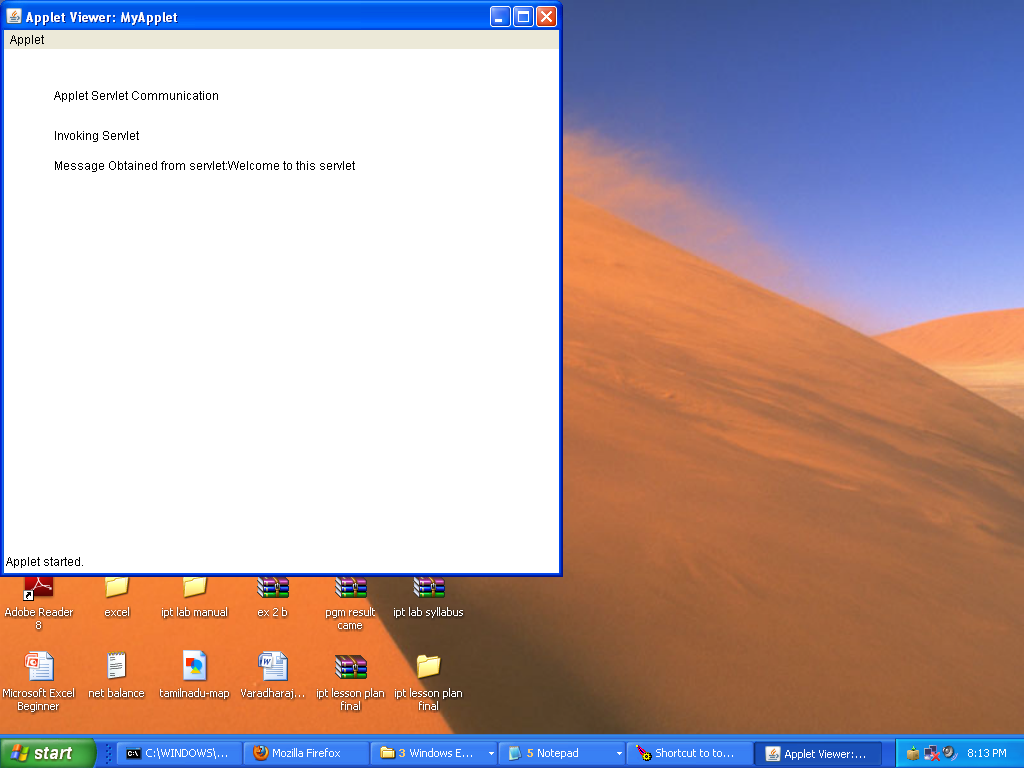 Applet Viewer: MyApplet
Applet
Applet Servlet Communication
Invoking Servlet
Message Obtained from servlet:Welcome to this servlet
Applet started.
Adobe Reader
8
excel
ipt lab manual
ex 2 b
pgm result
came
ipt lab syllabus
Microsoft Excel
Beginner
net balance
tamilnadu-map
Varadharaj...
ipt lesson plan
final
ipt lesson plan
final
start
C:\WINDOWS\...
Mozilla Firefox
3 Windows E...
5 Notepad
Shortcut to to...
Applet Viewer:...
8:13 PM